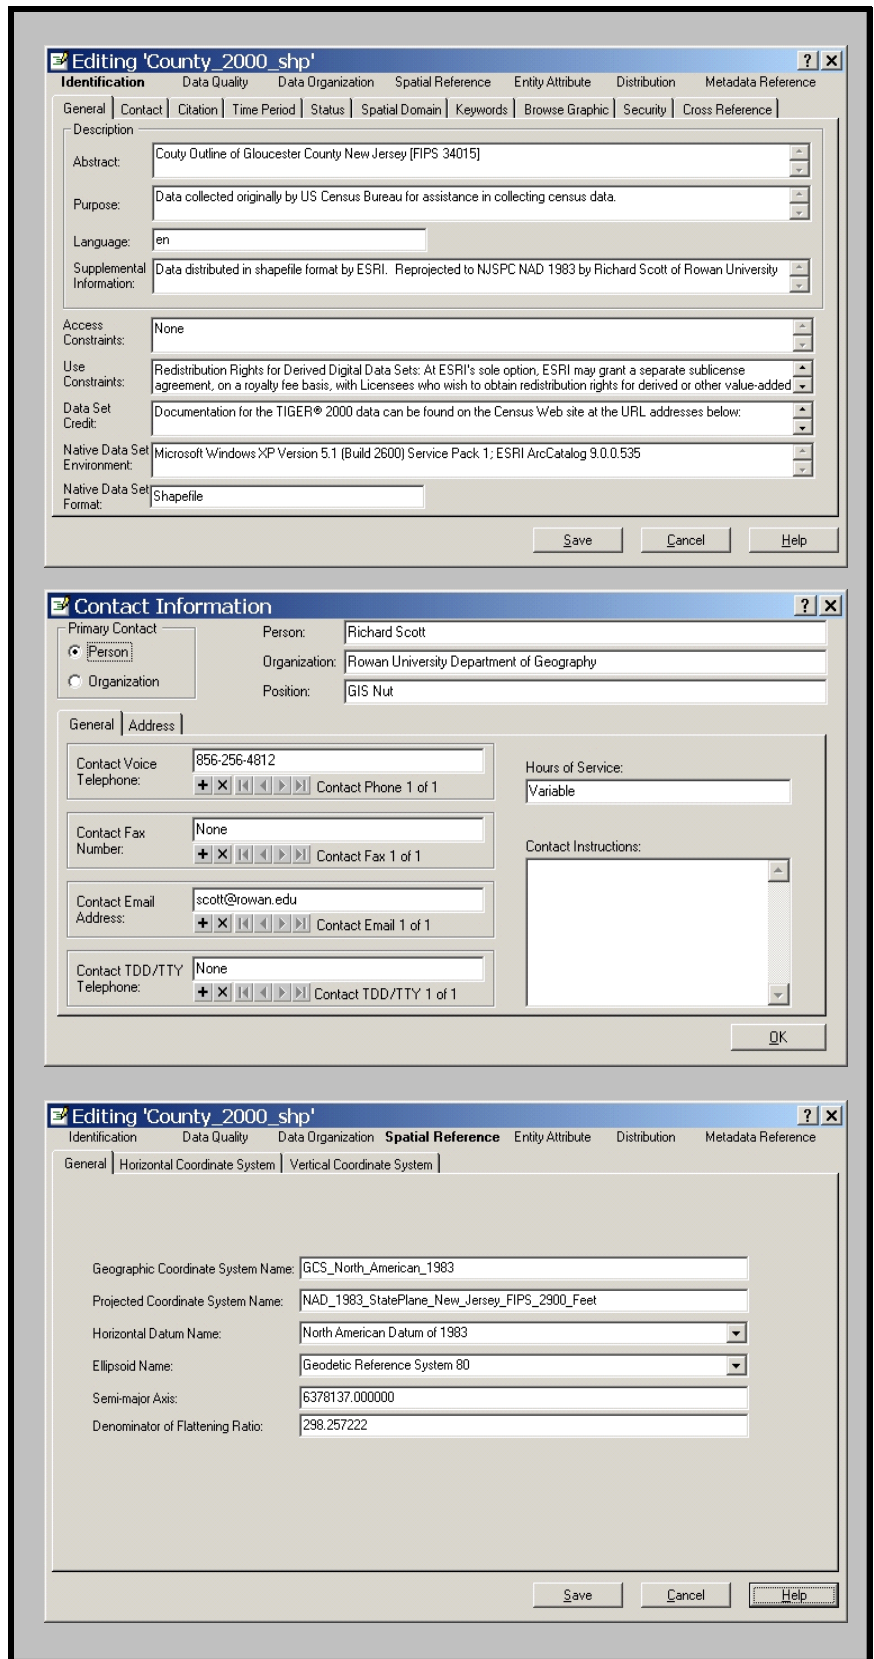 Editing 'County_2000_shp'
Identification Data Quality Data Organization Spatial Reference Entity Attribute Distribution Metadata Reference
General Contact Citation Time Period Status Spatial Domain Keywords Browse Graphic Security Cross Reference
Description
Abstract: Couty Outline of Gloucester County New Jersey [FIPS 34015]
Purpose: Data collected originally by US Census Bureau for assistance in collecting census data.
Language: en
Supplemental Information: Data distributed in shapefile format by ESRI. Reprojected to NJSPC NAD 1983 by Richard Scott of Rowan University
Access Constraints: None
Use Constraints: Redistribution Rights for Derived Digital Data Sets: At ESRI's sole option, ESRI may grant a separate sublicense
agreement, on a royalty fee basis, with Licensees who wish to obtain redistribution rights for derived or other value-added
Data Set Credit: Documentation for the TIGER® 2000 data can be found on the Census Web site at the URL addresses below:
Native Data Set Environment: Microsoft Windows XP Version 5.1 (Build 2600) Service Pack 1; ESRI ArcCatalog 9.0.0.535
Native Data Set Format: Shapefile
Save Cancel Help
Contact Information
Primary Contact
Person
Organization
Person: Richard Scott
Organization: Rowan University Department of Geography
Position: GIS Nut
General Address
Contact Voice Telephone: 856-256-4812
Contact Phone 1 of 1
Contact Fax Number: None
Contact Fax 1 of 1
Contact Email Address: scott@rowan.edu
Contact Email 1 of 1
Contact TDD/TTY Telephone: None
Contact TDD/TTY 1 of 1
Hours of Service:
Variable
Contact Instructions:
OK
Editing 'County_2000_shp'
Identification Data Quality Data Organization Spatial Reference Entity Attribute Distribution Metadata Reference
General Horizontal Coordinate System Vertical Coordinate System
Geographic Coordinate System Name: GCS_North_American_1983
Projected Coordinate System Name: NAD_1983_StatePlane_New_Jersey_FIPS_2900_Feet
Horizontal Datum Name: North American Datum of 1983
Ellipsoid Name: Geodetic Reference System 80
Semi-major Axis: 6378137.000000
Denominator of Flattening Ratio: 298.257222
Save Cancel Help